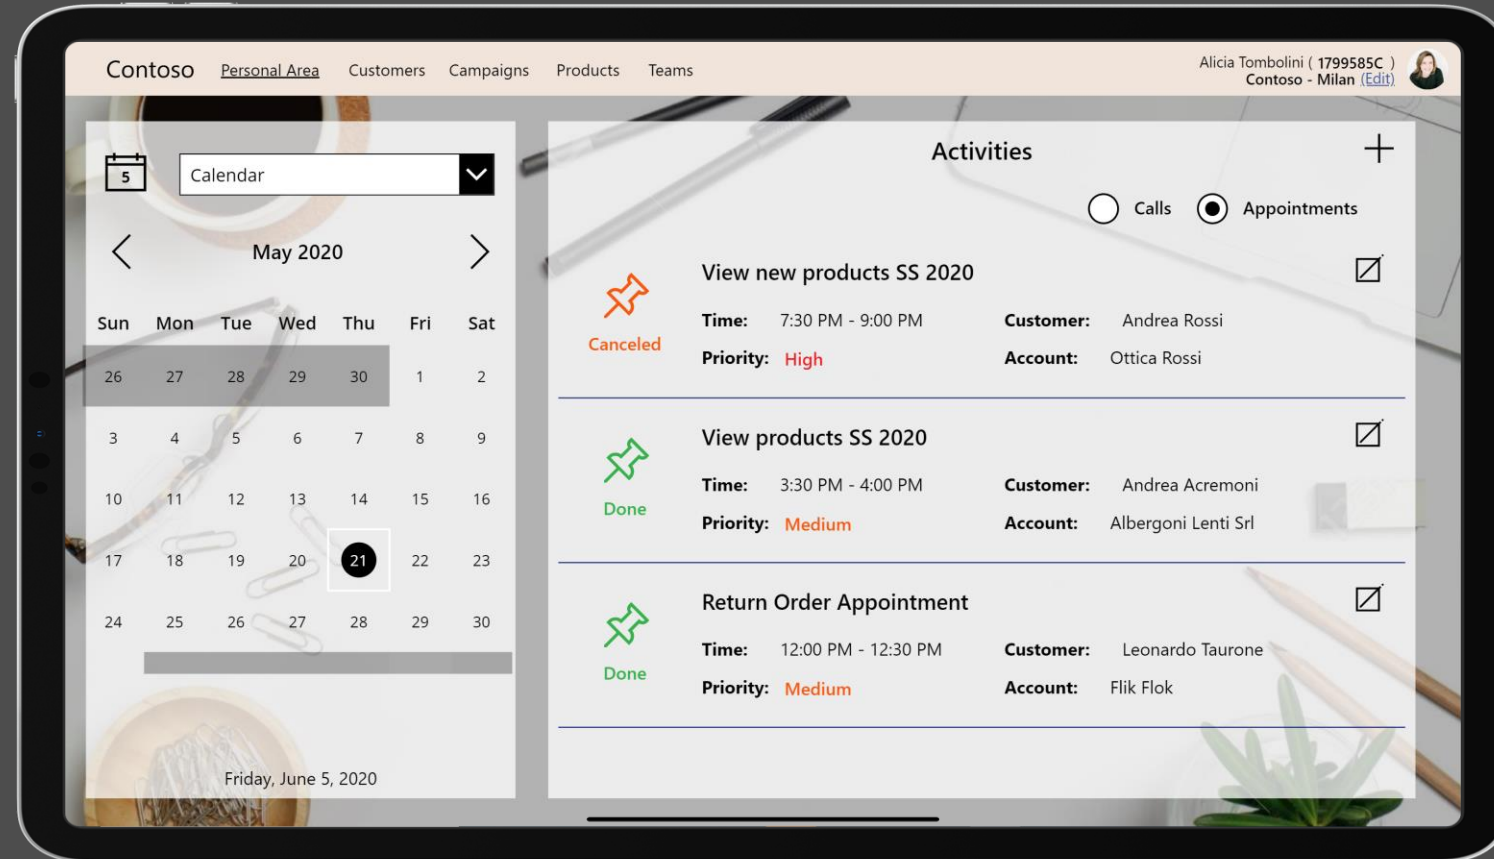 Contoso Personal Area Customers Campaigns Products Teams
Alicia Tombolini ( 1799585C )
Contoso - Milan (Edit)
5 Calendar
May 2020
Sun Mon Tue Wed Thu Fri Sat
26 27 28 29 30 1 2
3 4 5 6 7 8 9
10 11 12 13 14 15 16
17 18 19 20 21 22 23
24 25 26 27 28 29 30
Friday, June 5, 2020
Activities
Calls Appointments
Canceled
View new products SS 2020
Time: 7:30 PM - 9:00 PM Customer: Andrea Rossi
Priority: High Account: Ottica Rossi
Done
View products SS 2020
Time: 3:30 PM - 4:00 PM Customer: Andrea Acremoni
Priority: Medium Account: Albergoni Lenti Srl
Done
Return Order Appointment
Time: 12:00 PM - 12:30 PM Customer: Leonardo Taurone
Priority: Medium Account: Flik Flok